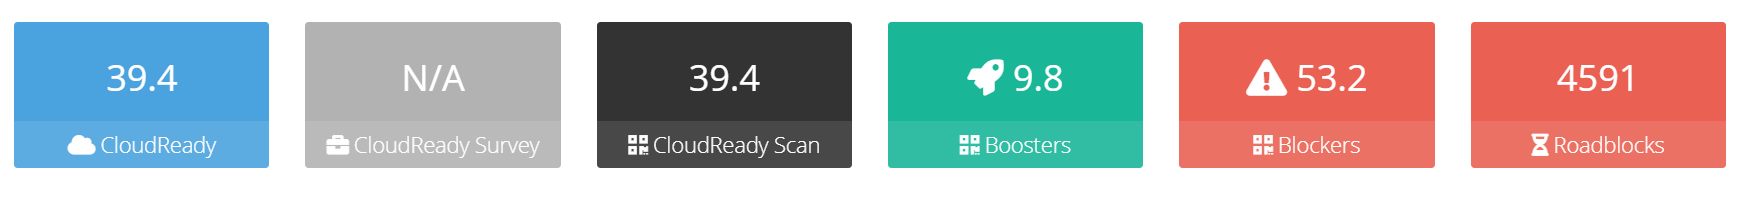 39.4
CloudReady
N/A
CloudReady Survey
39.4
CloudReady Scan
9.8
Boosters
53.2
Blockers
4591
Roadblocks